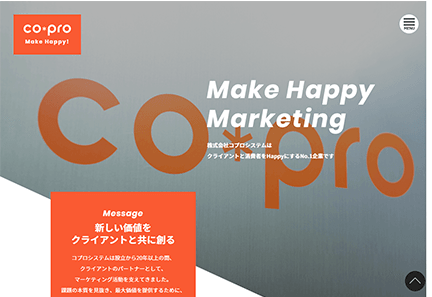 co*pro
Make Happy!
MENU
Make Happy
Marketing
株式会社コプロシステムは
クライアントと消費者をHappyにするNo.1企業です
co*pro
Message
新しい価値を
クライアントと共に創る
コプロシステムは設立から20年以上の間、
クライアントのパートナーとして、
マーケティング活動を支えてきました。
課題の本質を見抜き、最大価値を提供するために、